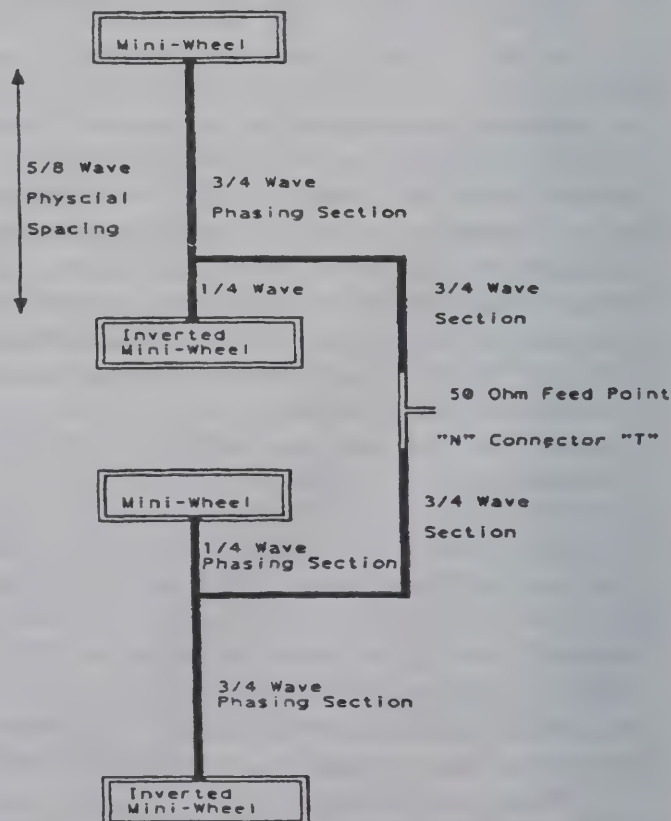 Mini-Wheel
5/8 Wave
Physcial
Spacing
3/4 Wave
Phasing Section
1/4 Wave
3/4 Wave
Section
Inverted
Mini-Wheel
50 Ohm Feed Point
"N" Connector "T"
Mini-Wheel
3/4 Wave
Section
1/4 Wave
Phasing Section
3/4 Wave
Phasing Section
Inverted
Mini-Wheel